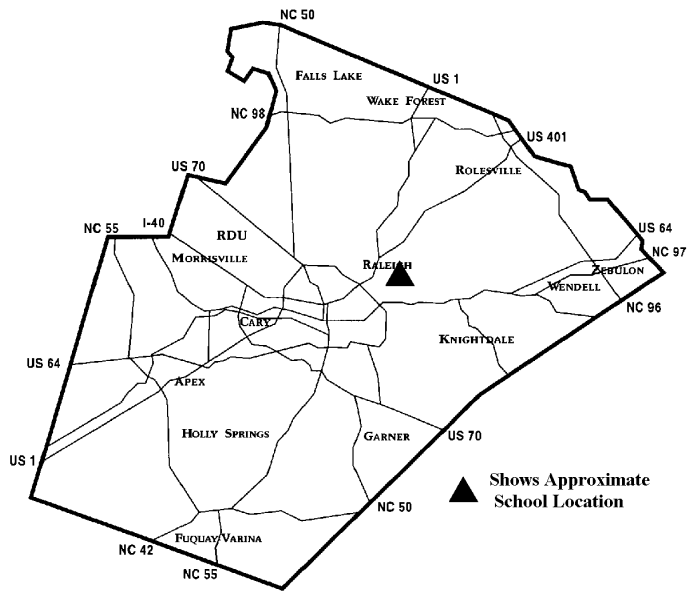 NC 50
FALLS LAKE
US 1
WAKE FOREST
NC 98
US 401
US 70
ROLESVILLE
I-40
NC 55
RDU
MORRISVILLE
RALEIGH
US 64
NC 97
ZEBULON
WENDELL
NC 96
CARY
KNIGHTDALE
US 64
APEX
HOLLY SPRINGS
GARNER
US 70
US 1
Shows Approximate
School Location
NC 50
NC 42
FUQUAY VARINA
NC 55